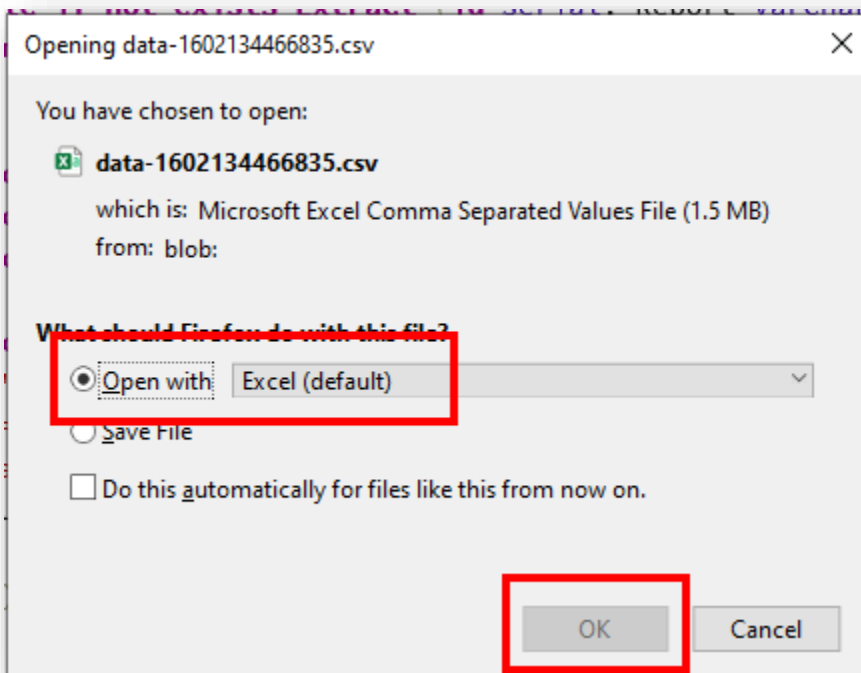 Opening data-1602134466835.csv
You have chosen to open:
data-1602134466835.csv
which is: Microsoft Excel Comma Separated Values File (1.5 MB)
from: blob:
What should Firefox do with this file?
Open with Excel (default)
Save File
Do this automatically for files like this from now on.
OK Cancel